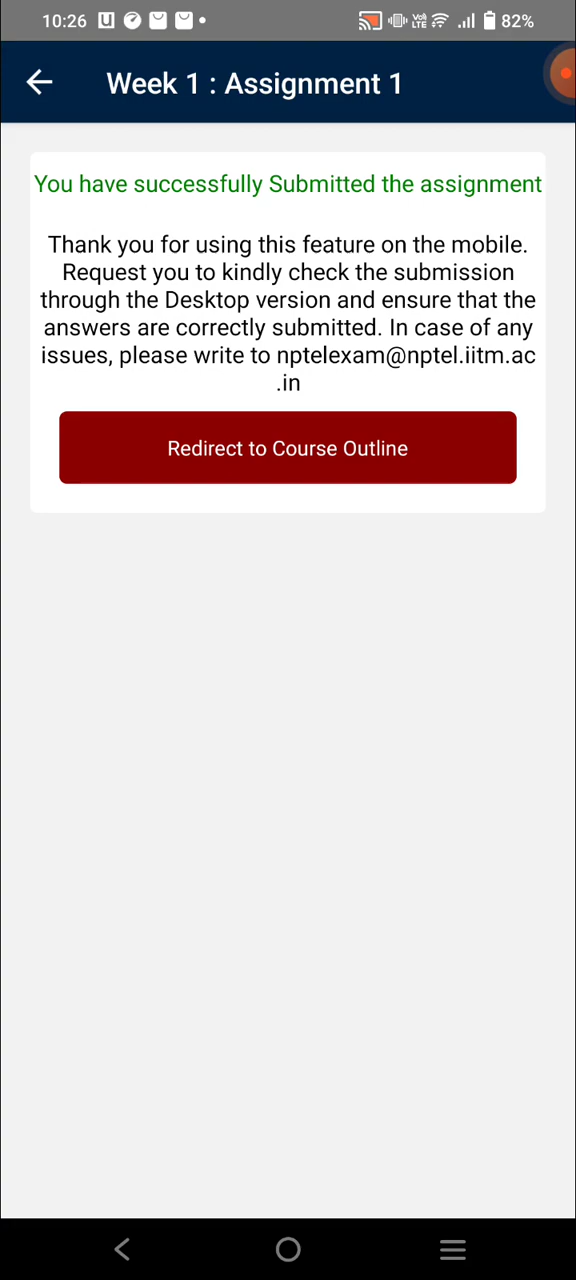 10:26 U VoD LTE 82%
Week 1 : Assignment 1
You have successfully Submitted the assignment
Thank you for using this feature on the mobile.
Request you to kindly check the submission
through the Desktop version and ensure that the
answers are correctly submitted. In case of any
issues, please write to nptelexam@nptel.iitm.ac
.in
Redirect to Course Outline